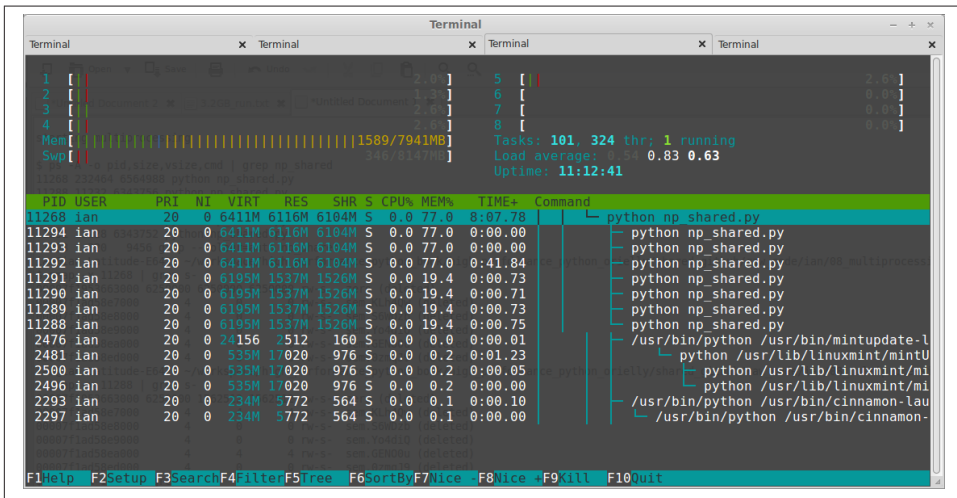 Terminal
Terminal × Terminal × Terminal × Terminal ×
1 [|| 2.0%] 5 [|| 2.6%]
2 [|| 1.3%] 6 [ 0.0%]
3 [|| 2.6%] 7 [ 0.0%]
4 [|| 2.6%] 8 [ 0.0%]
Mem[||||||||||||||||||||||||||||||||||1589/7941MB] Tasks: 101, 324 thr; 1 running
Swp[|| 346/8147MB] Load average: 0.54 0.83 0.63
Uptime: 11:12:41
PID USER PRI NI VIRT RES SHR S CPU% MEM% TIME+ Command
11268 ian 20 0 6411M 6116M 6104M S 0.0 77.0 8:07.78 │ │ └─ python np_shared.py
11294 ian 20 0 6411M 6116M 6104M S 0.0 77.0 0:00.00 │ │ ├─ python np_shared.py
11293 ian 20 0 6411M 6116M 6104M S 0.0 77.0 0:00.00 │ │ ├─ python np_shared.py
11292 ian 20 0 6411M 6116M 6104M S 0.0 77.0 0:41.84 │ │ ├─ python np_shared.py
11291 ian 20 0 6195M 1537M 1526M S 0.0 19.4 0:00.73 │ │ ├─ python np_shared.py
11290 ian 20 0 6195M 1537M 1526M S 0.0 19.4 0:00.71 │ │ ├─ python np_shared.py
11289 ian 20 0 6195M 1537M 1526M S 0.0 19.4 0:00.73 │ │ ├─ python np_shared.py
11288 ian 20 0 6195M 1537M 1526M S 0.0 19.4 0:00.75 │ │ └─ python np_shared.py
2476 ian 20 0 24156 2512 160 S 0.0 0.0 0:00.01 │ ├─ /usr/bin/python /usr/bin/mintupdate-l
2481 ian 20 0 535M 17020 976 S 0.0 0.2 0:01.23 │ │ └─ python /usr/lib/linuxmint/mintU
2500 ian 20 0 535M 17020 976 S 0.0 0.2 0:00.05 │ │ ├─ python /usr/lib/linuxmint/mi
2496 ian 20 0 535M 17020 976 S 0.0 0.2 0:00.00 │ │ └─ python /usr/lib/linuxmint/mi
2293 ian 20 0 234M 5772 564 S 0.0 0.1 0:00.10 │ ├─ /usr/bin/python /usr/bin/cinnamon-lau
2297 ian 20 0 234M 5772 564 S 0.0 0.1 0:00.00 │ │ └─ /usr/bin/python /usr/bin/cinnamon-
F1Help F2Setup F3SearchF4FilterF5Tree F6SortByF7Nice -F8Nice +F9Kill F10Quit